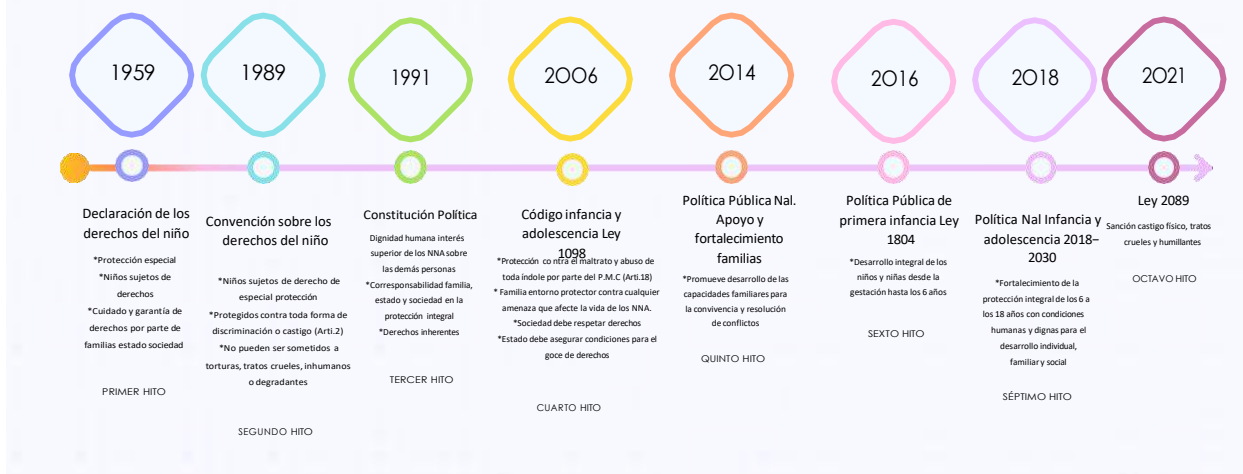 1959
Declaración de los
derechos del niño
*Protección especial
*Niños sujetos de
derechos
*Cuidado y garantía de
derechos por parte de
familias estado sociedad
PRIMER HITO
1989
Convención sobre los
derechos del niño
*Niños sujetos de derecho de
especial protección
*Protegidos contra toda forma de
discriminación o castigo (Arti.2)
*No pueden ser sometidos a
torturas, tratos crueles, inhumanos
o degradantes
SEGUNDO HITO
1991
Constitución Política
Dignidad humana interés
superior de los NNA sobre
las demás personas
*Corresponsabilidad familia,
estado y sociedad en la
protección integral
*Derechos inherentes
TERCER HITO
2006
Código infancia y
adolescencia Ley
1098
*Protección contra el maltrato y abuso de
toda índole por parte del P.M.C (Arti.18)
* Familia entorno protector contra cualquier
amenaza que afecte la vida de los NNA.
*Sociedad debe respetar derechos
*Estado debe asegurar condiciones para el
goce de derechos
CUARTO HITO
2014
Política Pública Nal.
Apoyo y
fortalecimiento
familias
*Promueve desarrollo de las
capacidades familiares para
la convivencia y resolución
de conflictos
QUINTO HITO
2016
Política Pública de
primera infancia Ley
1804
*Desarrollo integral de los
niños y niñas desde la
gestación hasta los 6 años
SEXTO HITO
2018
Política Nal Infancia y
adolescencia 2018–
2030
*Fortalecimiento de la
protección integral de los 6 a
los 18 años con condiciones
humanas y dignas para el
desarrollo individual,
familiar y social
SÉPTIMO HITO
2021
Ley 2089
Sanción castigo físico, tratos
crueles y humillantes
OCTAVO HITO